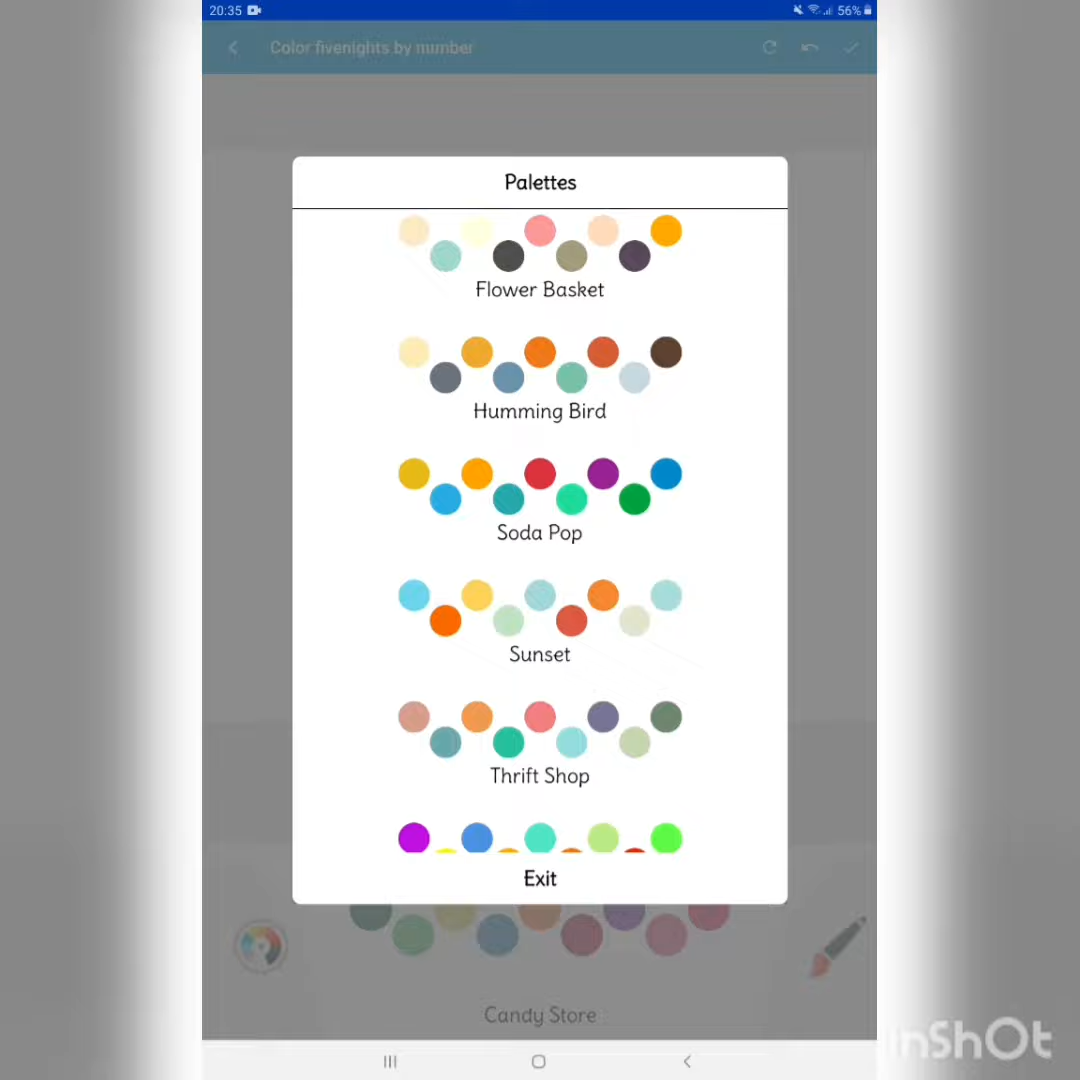 20:35
56%
Color fivenights by number
Palettes
Flower Basket
Humming Bird
Soda Pop
Sunset
Thrift Shop
Exit
Candy Store
InShOt